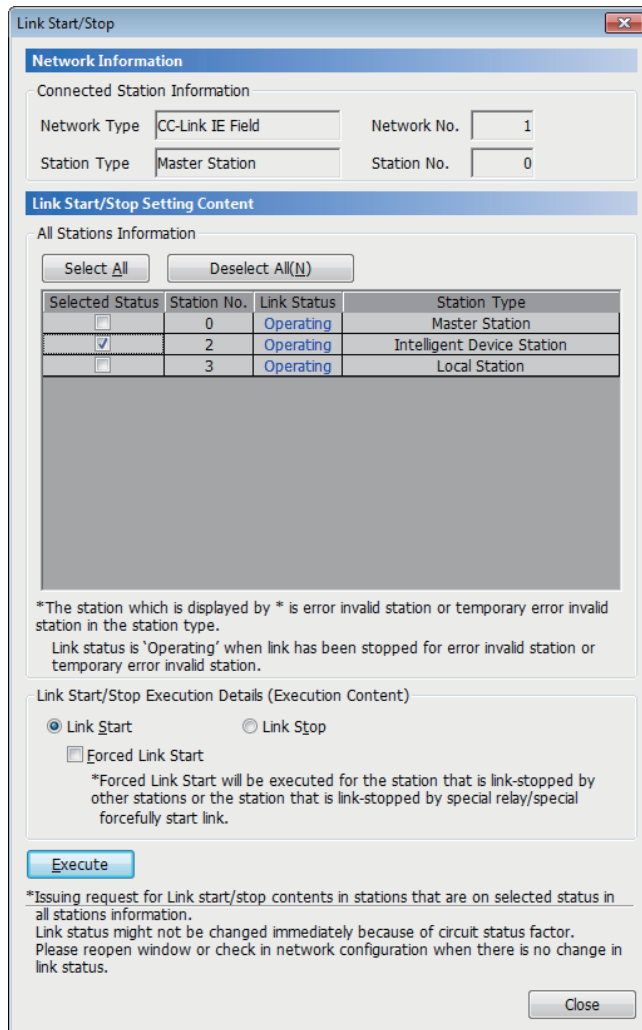 Link Start/Stop
Network Information
Connected Station Information
Network Type CC-Link IE Field Network No. 1
Station Type Master Station Station No. 0
Link Start/Stop Setting Content
All Stations Information
Select All Deselect All(N)
Selected Status Station No. Link Status Station Type
0 Operating Master Station
2 Operating Intelligent Device Station
3 Operating Local Station
*The station which is displayed by * is error invalid station or temporary error invalid
station in the station type.
Link status is 'Operating' when link has been stopped for error invalid station or
temporary error invalid station.
Link Start/Stop Execution Details (Execution Content)
Link Start Link Stop
Forced Link Start
*Forced Link Start will be executed for the station that is link-stopped by
other stations or the station that is link-stopped by special relay/special
forcefully start link.
Execute
*Issuing request for Link start/stop contents in stations that are on selected status in
all stations information.
Link status might not be changed immediately because of circuit status factor.
Please reopen window or check in network configuration when there is no change in
link status.
Close